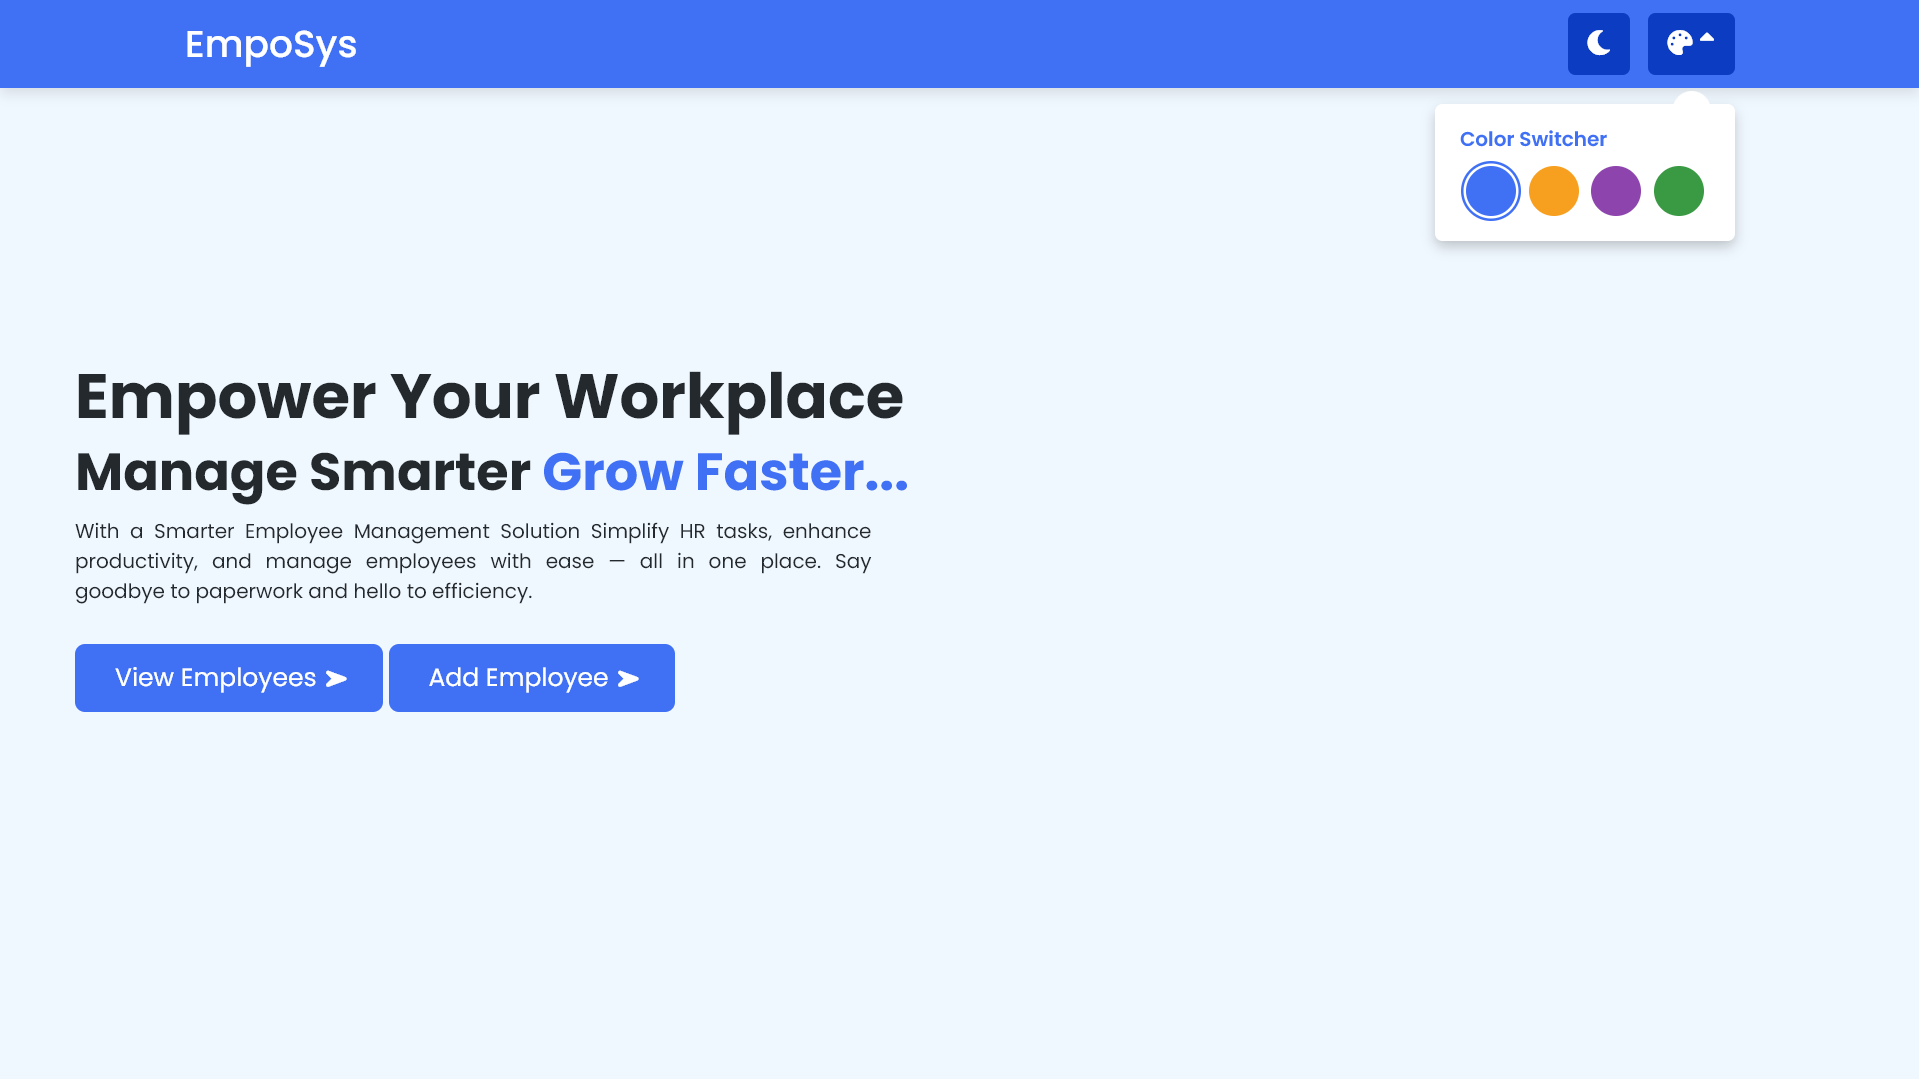 EmpoSys
Color Switcher
Empower Your Workplace
Manage Smarter Grow Faster...
With a Smarter Employee Management Solution Simplify HR tasks, enhance
productivity, and manage employees with ease — all in one place. Say
goodbye to paperwork and hello to efficiency.
View Employees
Add Employee